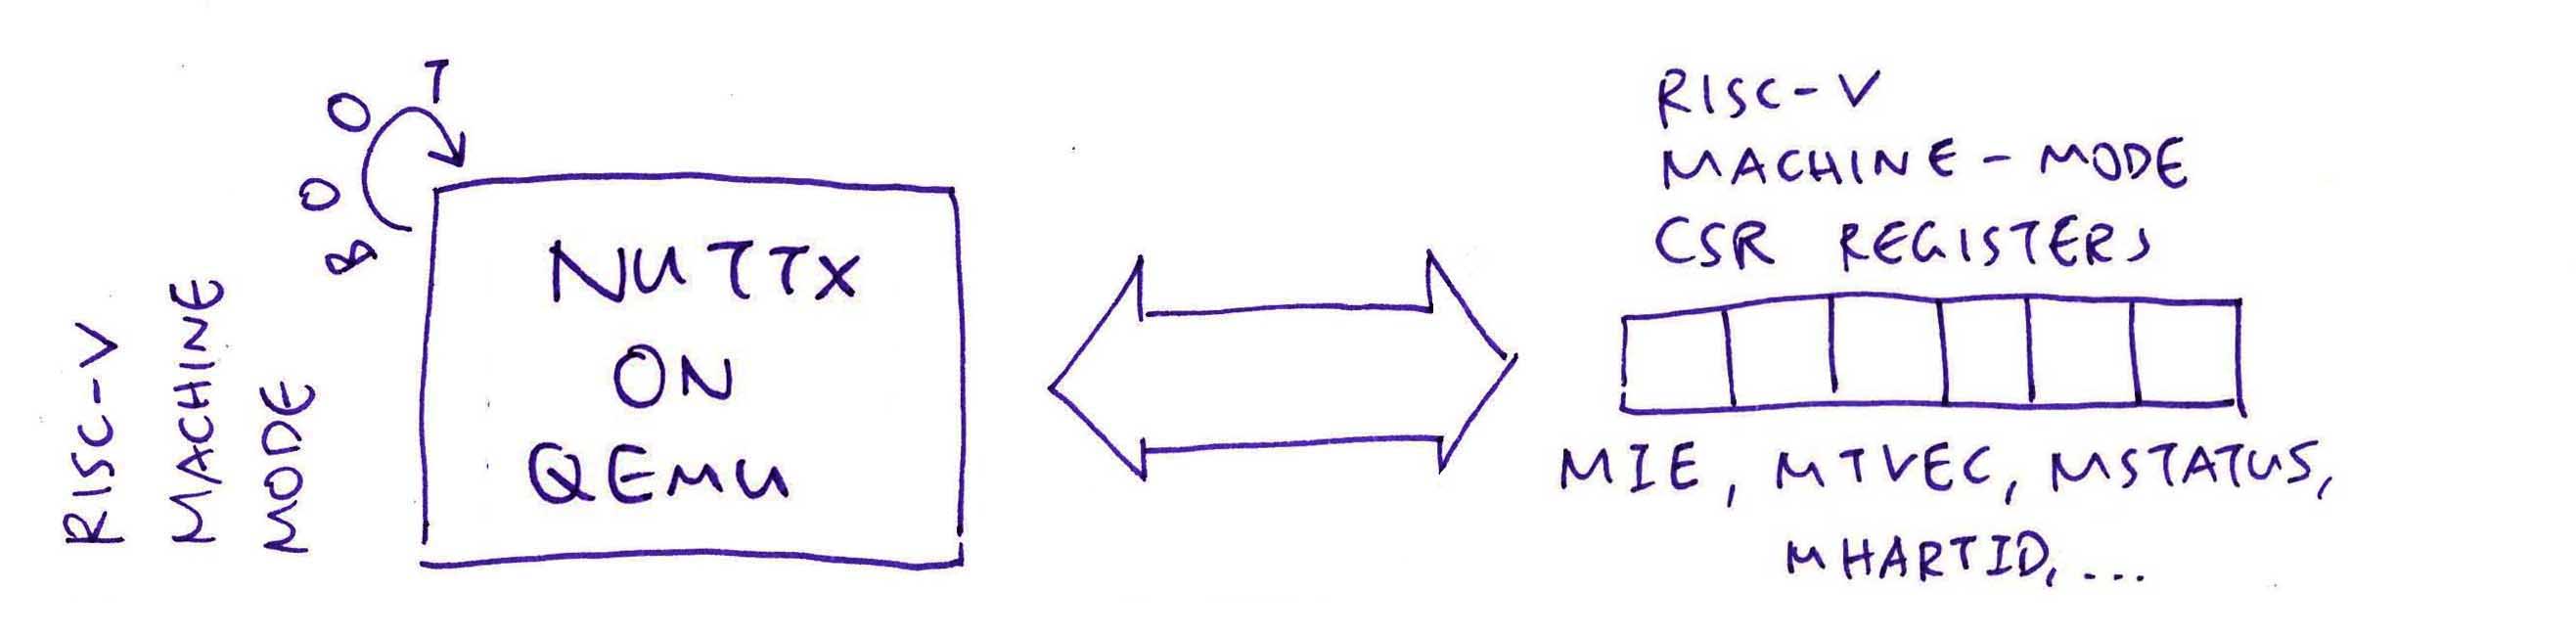 BOOT
RISC-V
MACHINE
MODE
NUTTX
ON
QEMU
RISC-V
MACHINE-MODE
CSR REGISTERS
MIE, MTVEC, MSTATUS,
MHARTID, ...